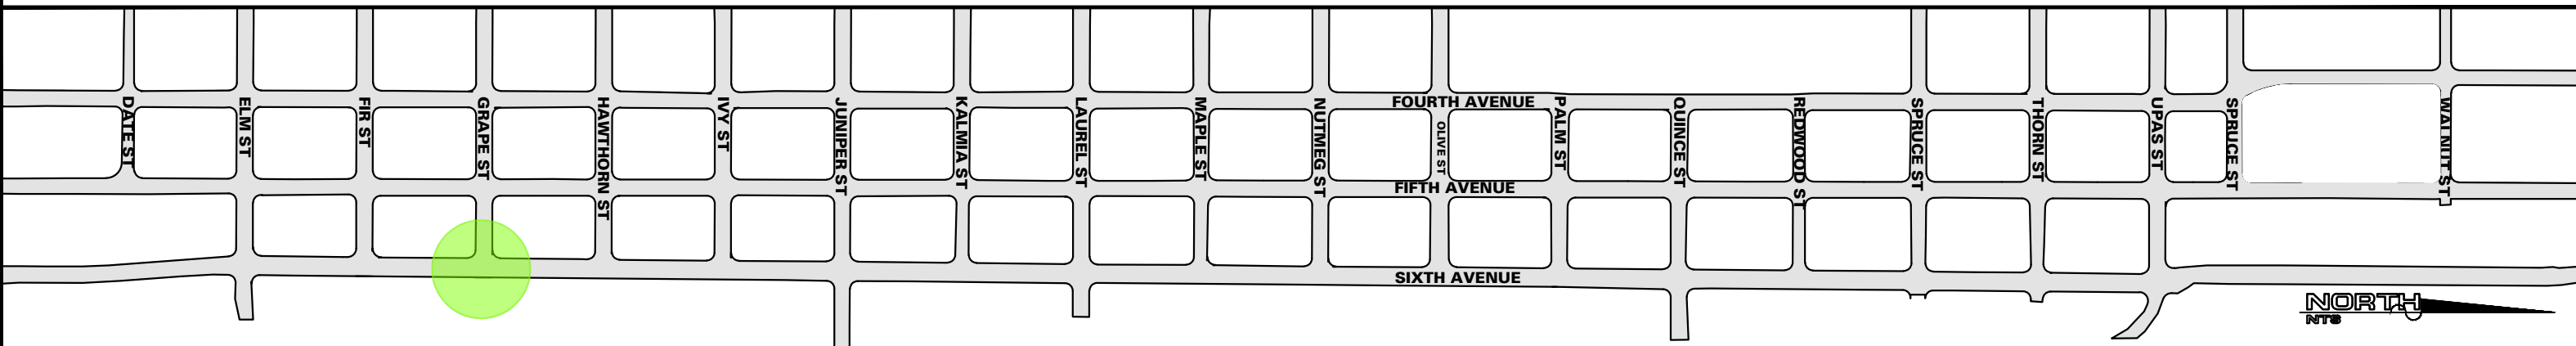 DATE ST
ELM ST
FIR ST
GRAPE ST
HAWTHORN ST
IVY ST
JUNIPER ST
KALMIA ST
LAUREL ST
MAPLE ST
NUTMEG ST
FOURTH AVENUE
OLIVE ST
FIFTH AVENUE
SIXTH AVENUE
PALM ST
QUINCE ST
REDWOOD ST
SPRUCE ST
THORN ST
UPAS ST
SPRUCE ST
WALNUT ST
NORTH
NTS